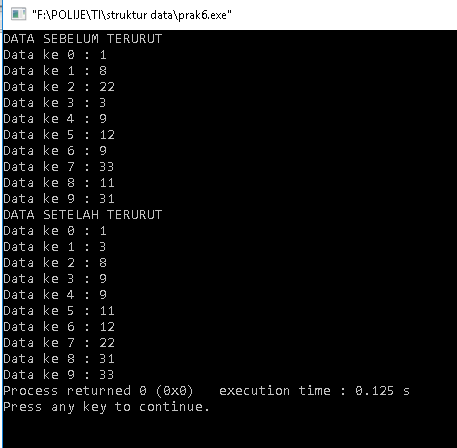 "F:\POLIJE\TI\struktur data\prak6.exe"
DATA SEBELUM TERURUT
Data ke 0 : 1
Data ke 1 : 8
Data ke 2 : 22
Data ke 3 : 3
Data ke 4 : 9
Data ke 5 : 12
Data ke 6 : 9
Data ke 7 : 33
Data ke 8 : 11
Data ke 9 : 31
DATA SETELAH TERURUT
Data ke 0 : 1
Data ke 1 : 3
Data ke 2 : 8
Data ke 3 : 9
Data ke 4 : 9
Data ke 5 : 11
Data ke 6 : 12
Data ke 7 : 22
Data ke 8 : 31
Data ke 9 : 33
Process returned 0 (0x0)   execution time : 0.125 s
Press any key to continue.